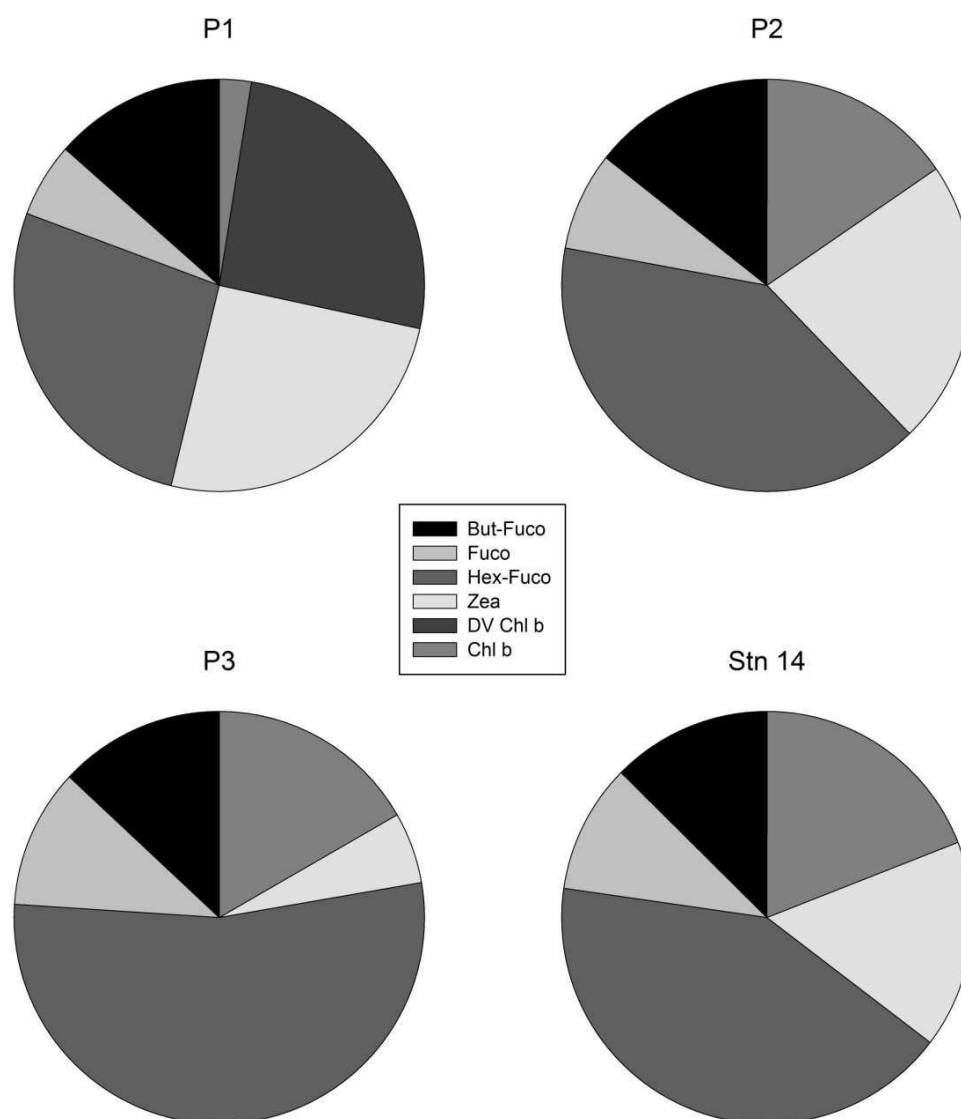 P1
P2
But-Fuco
Fuco
Hex-Fuco
Zea
DV Chl b
Chl b
P3
Stn 14